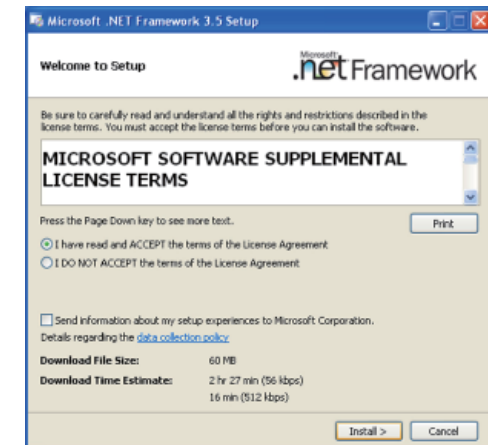 Microsoft .NET Framework 3.5 Setup
Welcome to Setup
Microsoft
.net Framework
Be sure to carefully read and understand all the rights and restrictions described in the
license terms. You must accept the license terms before you can install the software.
MICROSOFT SOFTWARE SUPPLEMENTAL
LICENSE TERMS
Press the Page Down key to see more text.
Print
I have read and ACCEPT the terms of the License Agreement
I DO NOT ACCEPT the terms of the License Agreement
Send information about my setup experiences to Microsoft Corporation.
Details regarding the data collection policy
Download File Size: 60 MB
Download Time Estimate: 2 hr 27 min (56 kbps)
16 min (512 kbps)
Install > Cancel